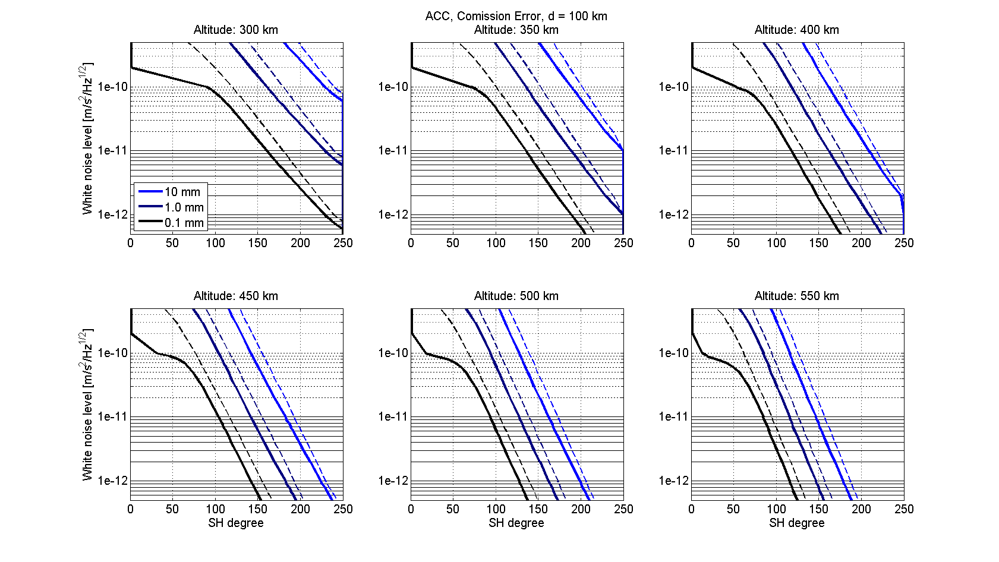 ACC, Comission Error, d = 100 km
Altitude: 300 km
Altitude: 350 km
Altitude: 400 km
White noise level [m/s²/Hz^1/2]
1e-10
1e-11
1e-12
10 mm
1.0 mm
0.1 mm
0 50 100 150 200 250
1e-10
1e-11
1e-12
0 50 100 150 200 250
1e-10
1e-11
1e-12
0 50 100 150 200 250
Altitude: 450 km
Altitude: 500 km
Altitude: 550 km
White noise level [m/s²/Hz^1/2]
1e-10
1e-11
1e-12
0 50 100 150 200 250
SH degree
1e-10
1e-11
1e-12
0 50 100 150 200 250
SH degree
1e-10
1e-11
1e-12
0 50 100 150 200 250
SH degree